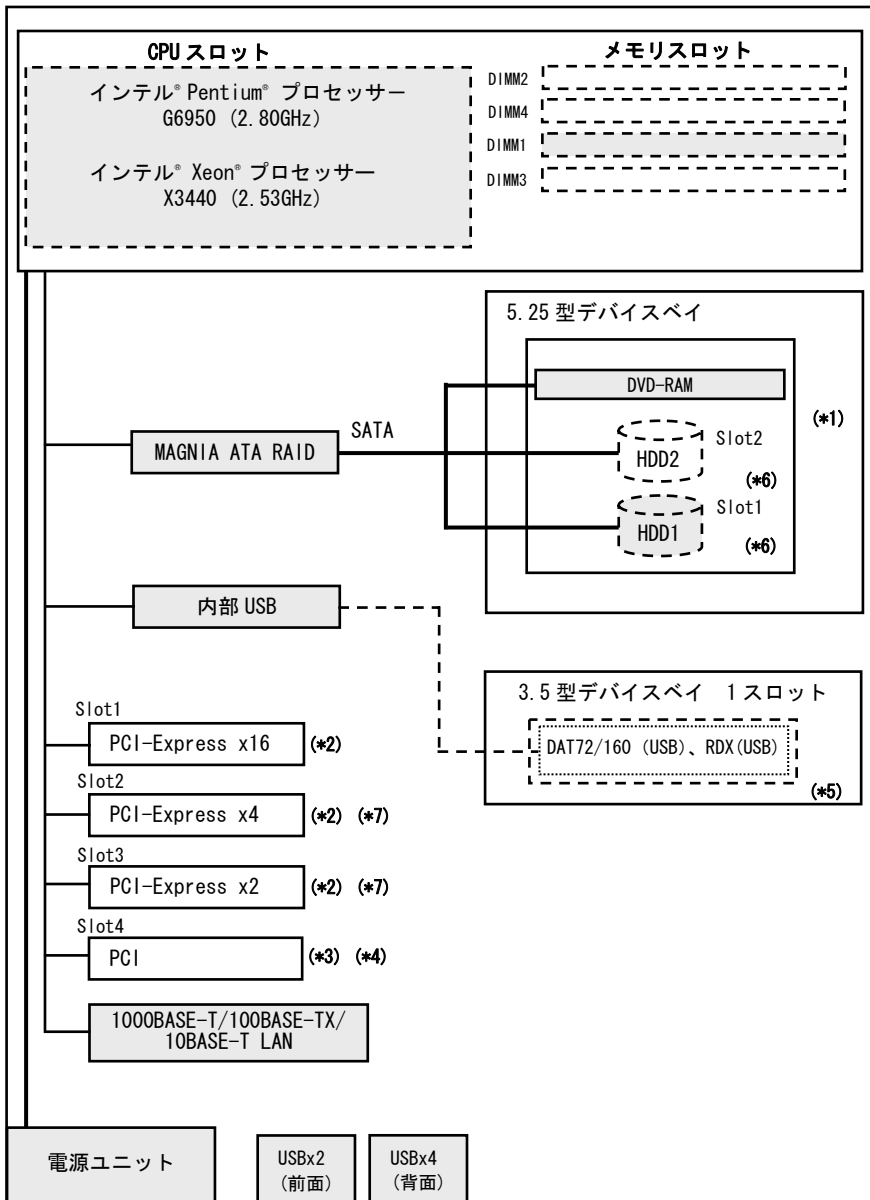 CPU スロット
インテル® Pentium® プロセッサー
G6950 (2.80GHz)
インテル® Xeon® プロセッサー
X3440 (2.53GHz)
メモリスロット
DIMM2
DIMM4
DIMM1
DIMM3
5.25 型デバイスベイ
DVD-RAM
(*1)
MAGNIA ATA RAID
SATA
HDD2
Slot2
(*6)
HDD1
Slot1
(*6)
内部 USB
3.5 型デバイスベイ 1 スロット
DAT72/160 (USB)、RDX(USB)
(*5)
Slot1
PCI-Express x16 (*2)
Slot2
PCI-Express x4 (*2) (*7)
Slot3
PCI-Express x2 (*2) (*7)
Slot4
PCI (*3) (*4)
1000BASE-T/100BASE-TX/
10BASE-T LAN
電源ユニット
USBx2
(前面)
USBx4
(背面)